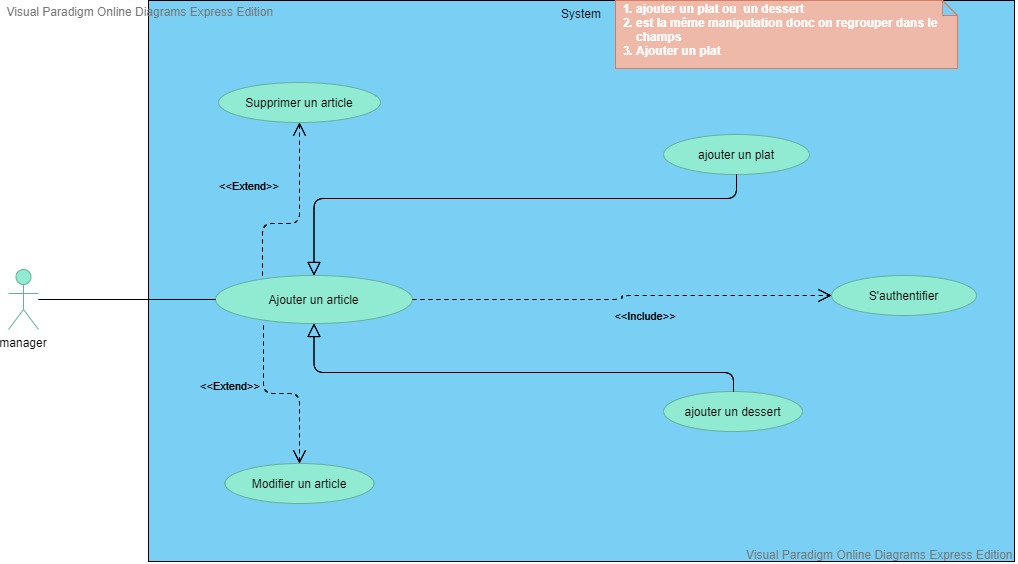 Visual Paradigm Online Diagrams Express Edition
System
1. ajouter un plat ou un dessert
2. est la même manipulation donc on regrouper dans le
champs
3. Ajouter un plat
Supprimer un article
ajouter un plat
<<Extend>>
Ajouter un article
S'authentifier
<<Include>>
manager
<<Extend>>
ajouter un dessert
Modifier un article
Visual Paradigm Online Diagrams Express Edition